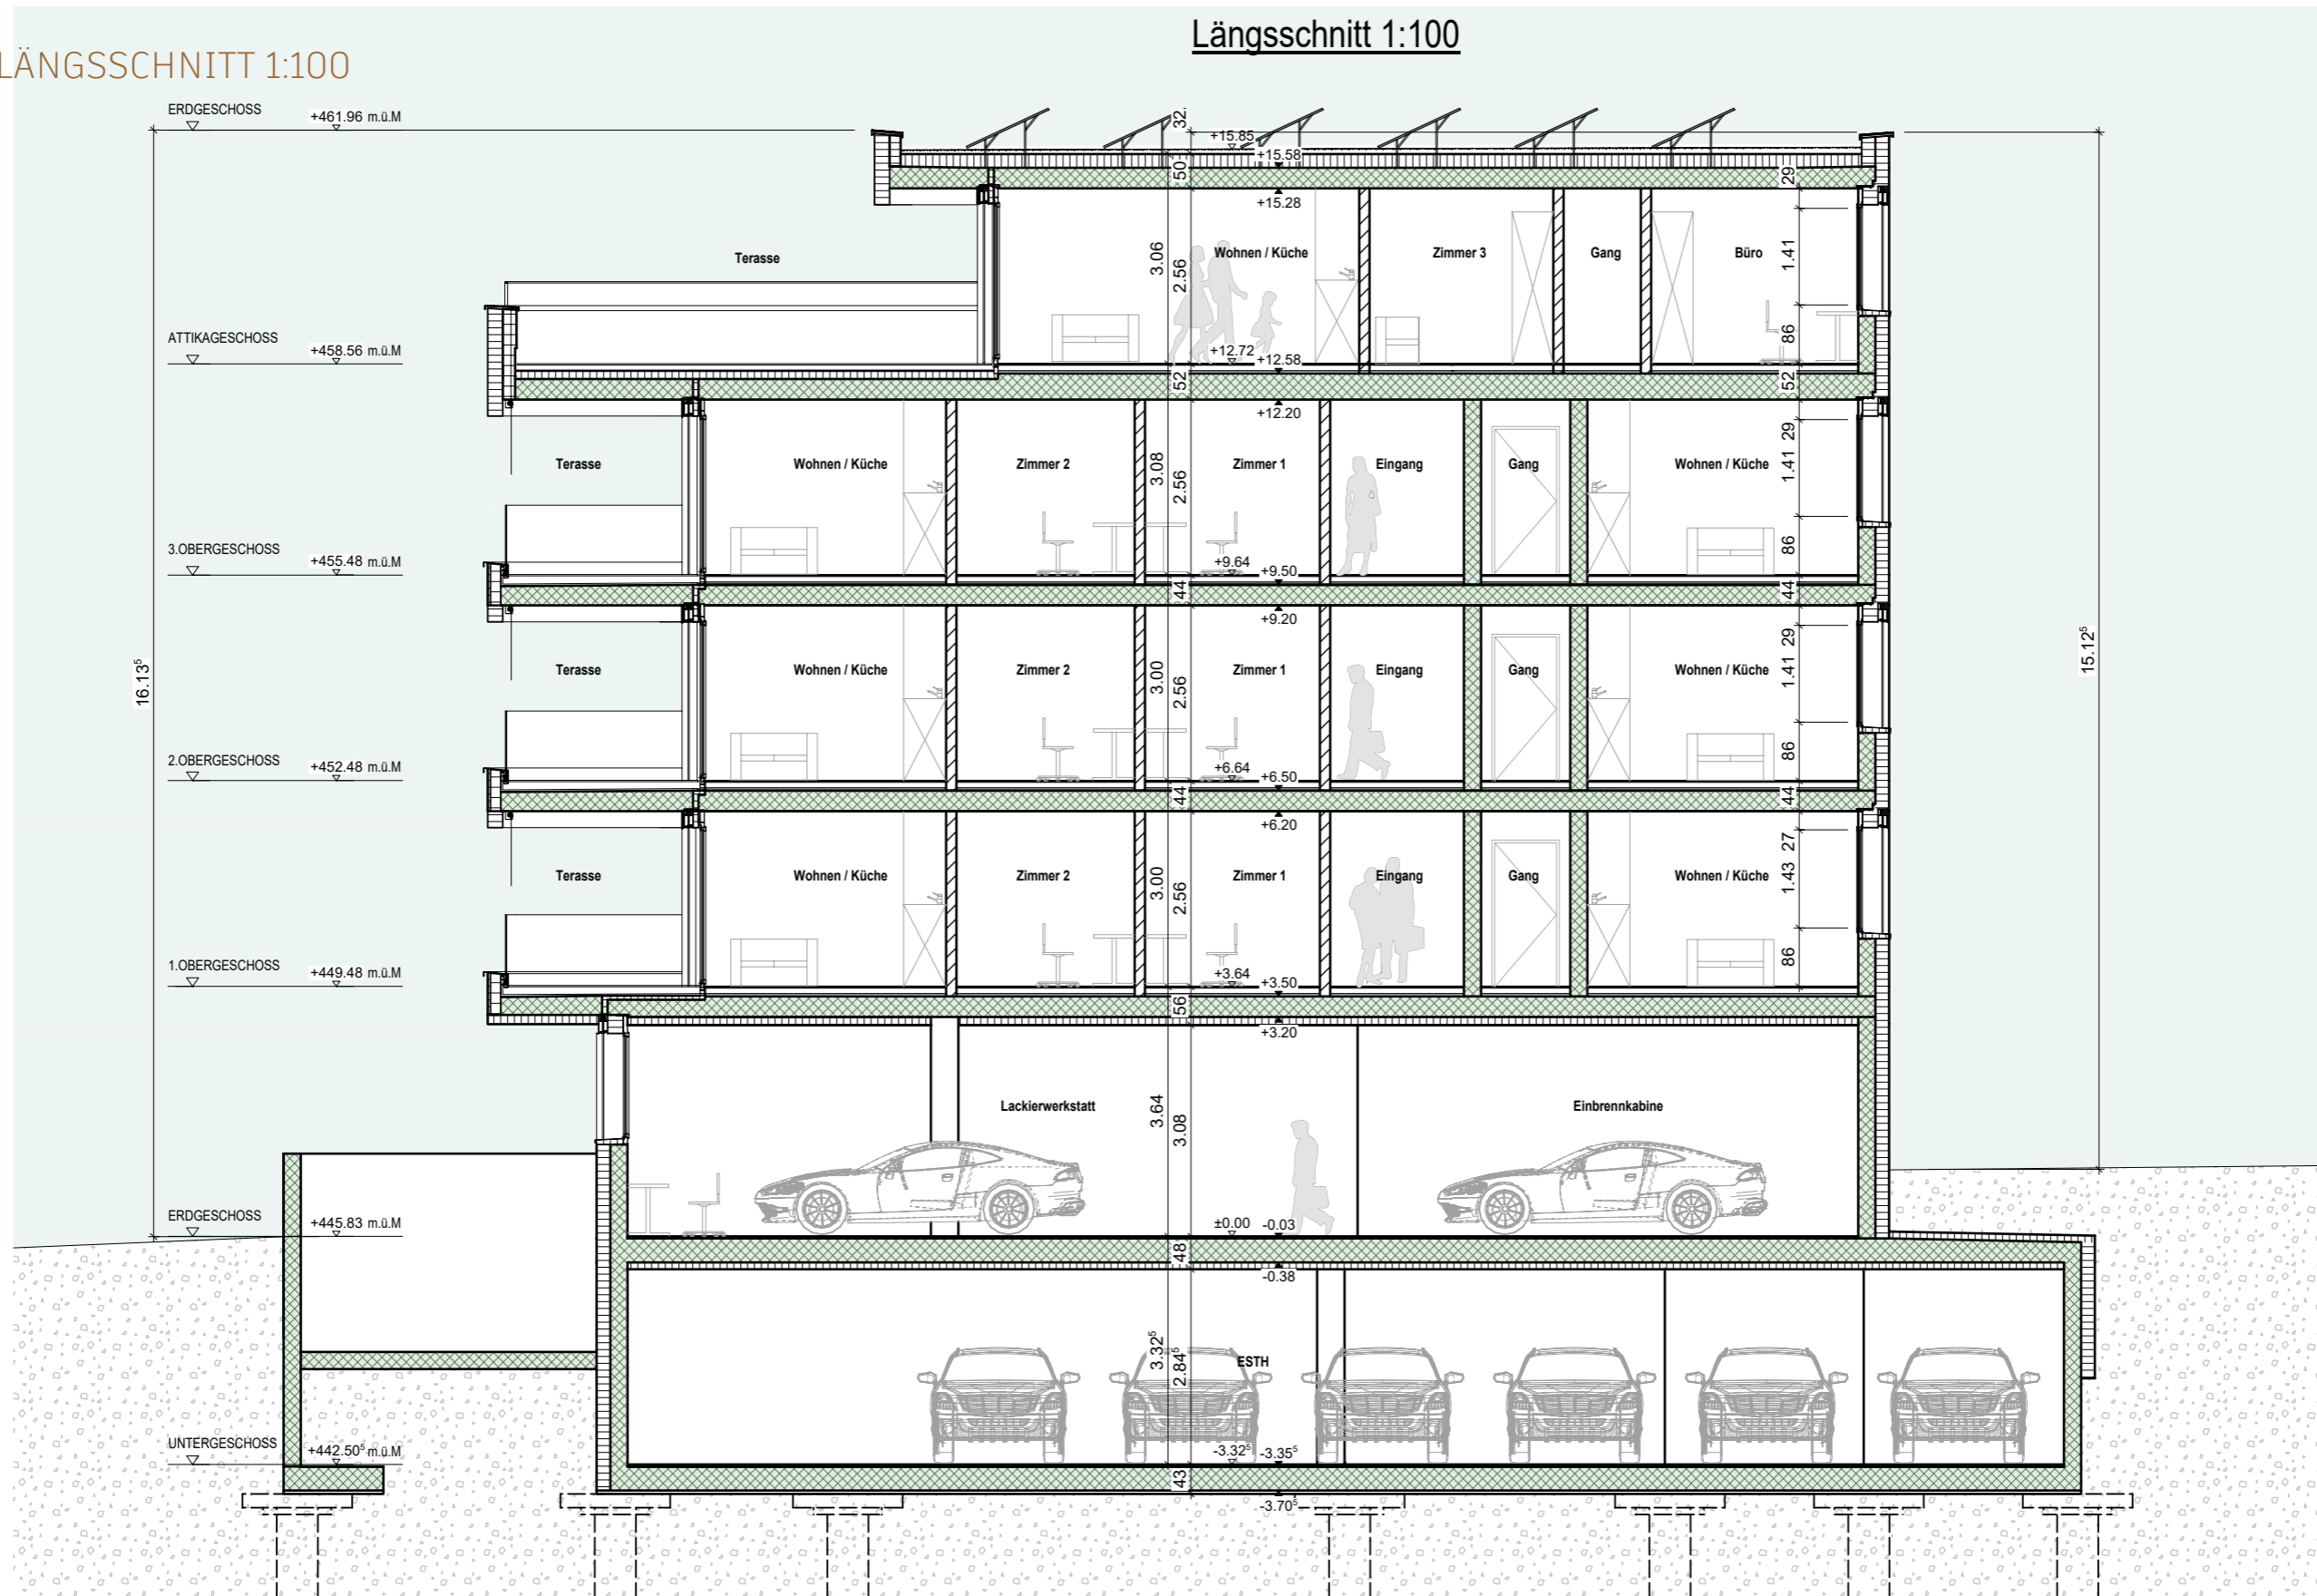 Längsschnitt 1:100
LÄNGSSCHNITT 1:100
ERDGESCHOSS +461.96 m.ü.M
32
+15.85
+15.58
50
29
+15.28
Terasse
3.06
2.56
Wohnen / Küche
Zimmer 3
Gang
Büro
1.41
86
ATTIKAGESCHOSS +458.56 m.ü.M
+12.72
+12.58
52
52
+12.20
Terasse
Wohnen / Küche
Zimmer 2
3.08
2.56
Zimmer 1
Eingang
Gang
Wohnen / Küche
29
1.41
86
3.OBERGESCHOSS +455.48 m.ü.M
+9.64
+9.50
44
44
+9.20
16.13⁵
15.12⁵
Terasse
Wohnen / Küche
Zimmer 2
3.00
2.56
Zimmer 1
Eingang
Gang
Wohnen / Küche
29
1.41
86
2.OBERGESCHOSS +452.48 m.ü.M
+6.64
+6.50
44
44
+6.20
Terasse
Wohnen / Küche
Zimmer 2
3.00
2.56
Zimmer 1
Eingang
Gang
Wohnen / Küche
27
1.43
86
1.OBERGESCHOSS +449.48 m.ü.M
+3.64
+3.50
56
+3.20
Lackierwerkstatt
3.64
3.08
Einbrennkabine
ERDGESCHOSS +445.83 m.ü.M
±0.00
-0.03
48
-0.38
3.32⁵
2.84⁵
ESTH
UNTERGESCHOSS +442.50⁵ m.ü.M
-3.32⁵
-3.35⁵
43
-3.70⁵